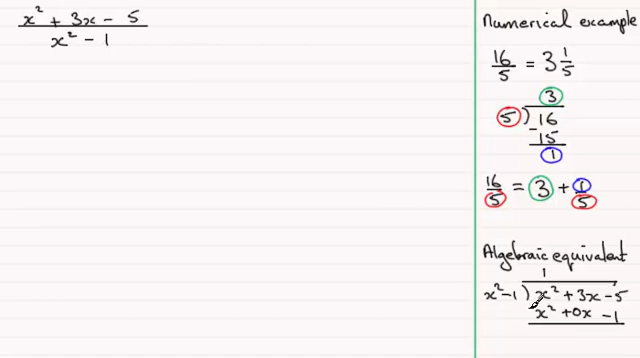 x² + 3x - 5
x² - 1
Numerical example
16/5 = 3 1/5
3
5 ) 16
- 15
1
16/5 = 3 + 1/5
Algebraic equivalent
1
x² - 1 ) x² + 3x - 5
x² + 0x - 1